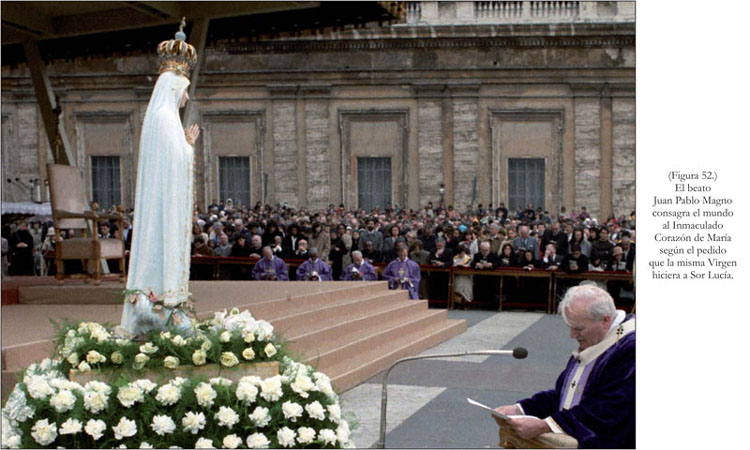 (Figura 52.)
El beato
Juan Pablo Magno
consagra el mundo
al Inmaculado
Corazón de María
según el pedido
que la misma Virgen
hiciera a Sor Lucía.